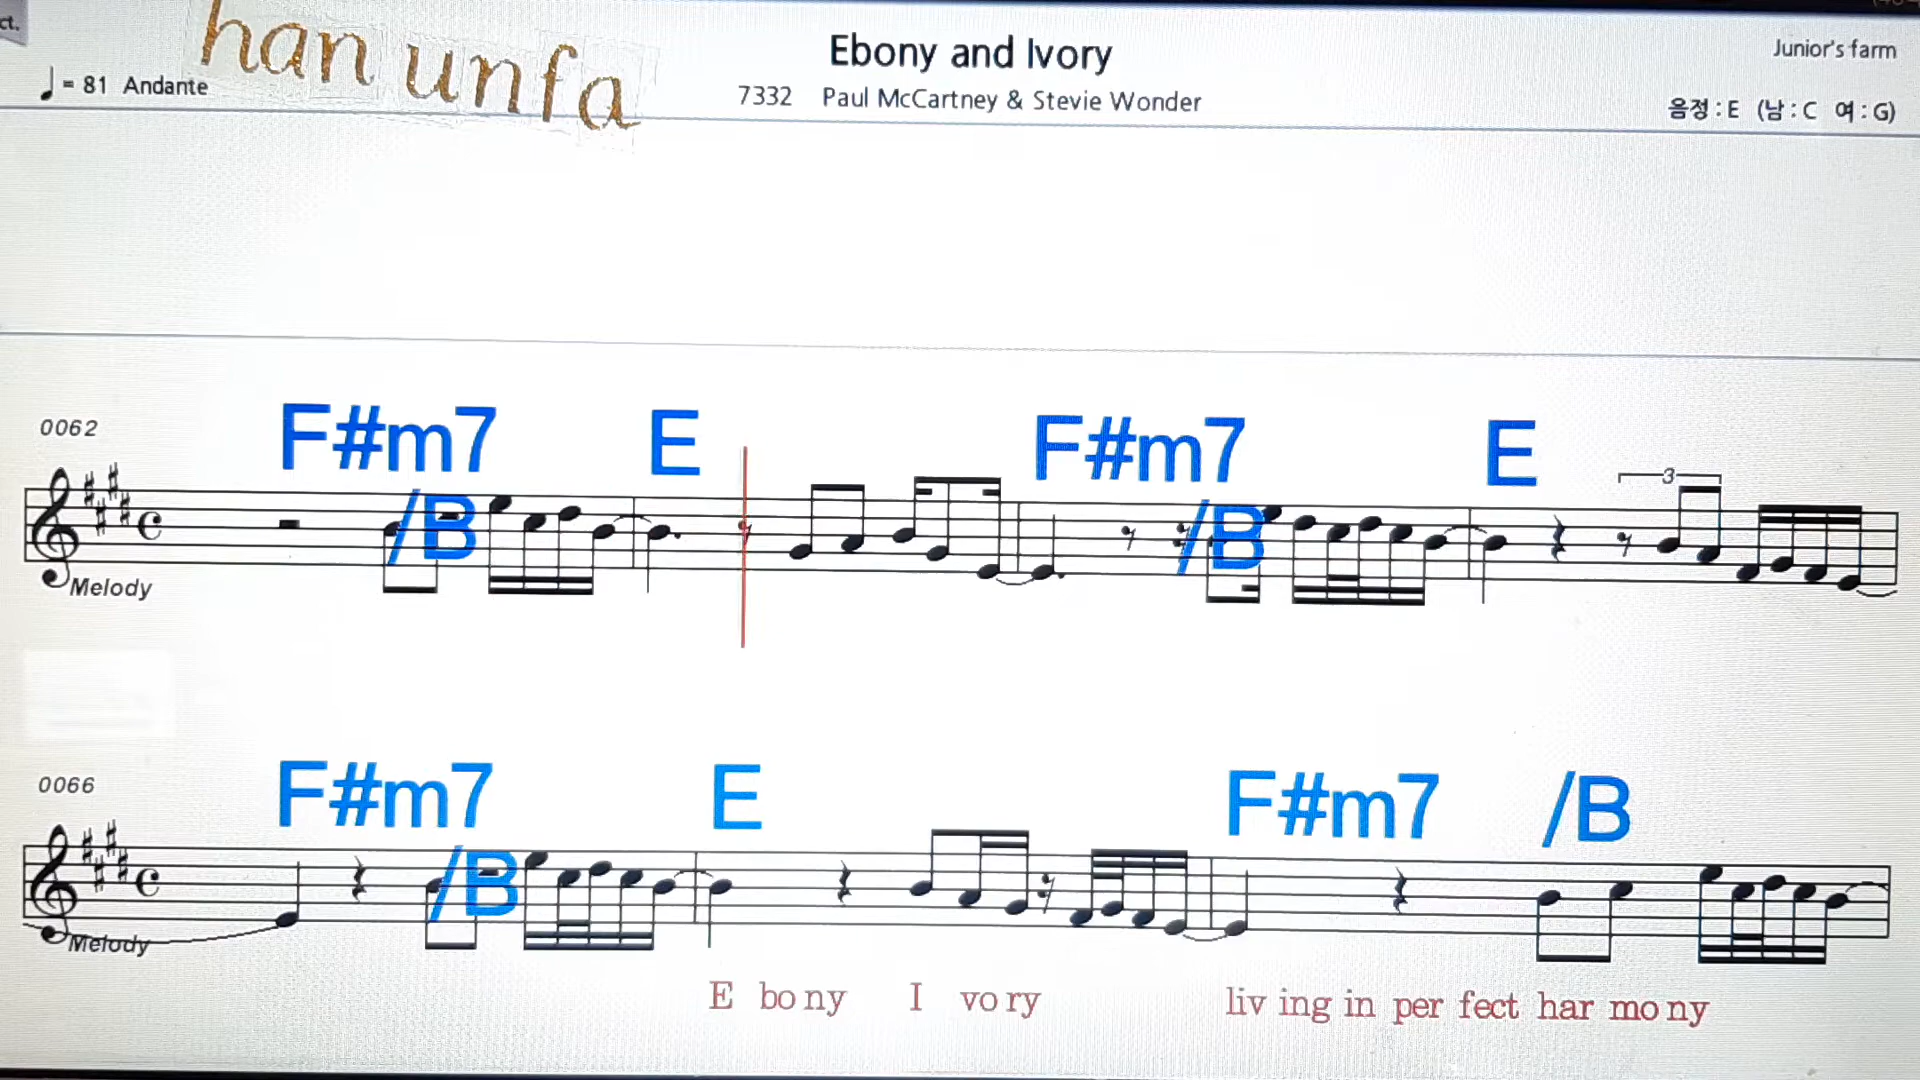 ct.
han unfa
Ebony and Ivory
Junior's farm
♩ = 81 Andante
7332 Paul McCartney & Stevie Wonder
음정 : E (남 : C 여 : G)
0062
F#m7 E F#m7 E
/B /B
3
Melody
0066
F#m7 E F#m7 /B
/B
Melody
E bo ny I vo ry liv ing in per fect har mo ny